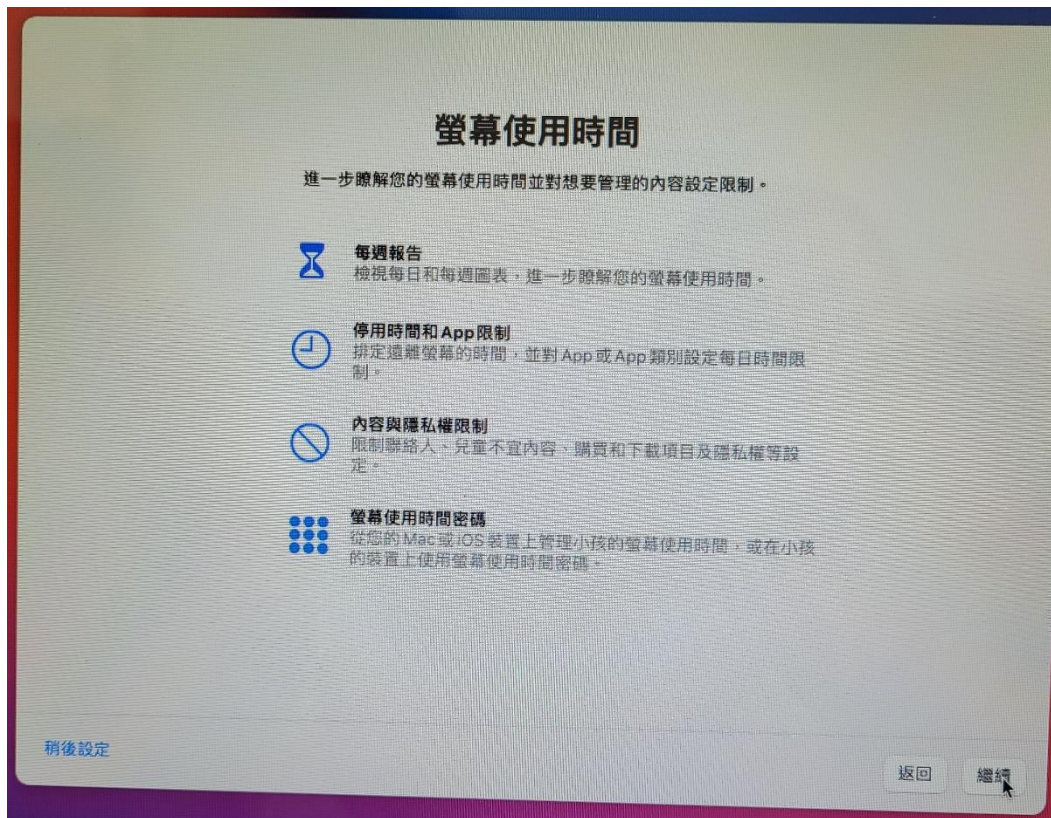 螢幕使用時間
進一步瞭解您的螢幕使用時間並對想要管理的內容設定限制。
每週報告
檢視每日和每週圖表，進一步瞭解您的螢幕使用時間。
停用時間和App限制
排定遠離螢幕的時間，並對App或App類別設定每日時間限
制。
內容與隱私權限制
限制聯絡人、兒童不宜內容、購買和下載項目及隱私權等設
定。
螢幕使用時間密碼
從您的Mac或iOS裝置上管理小孩的螢幕使用時間，或在小孩
的裝置上使用螢幕使用時間密碼。
稍後設定
返回
繼續